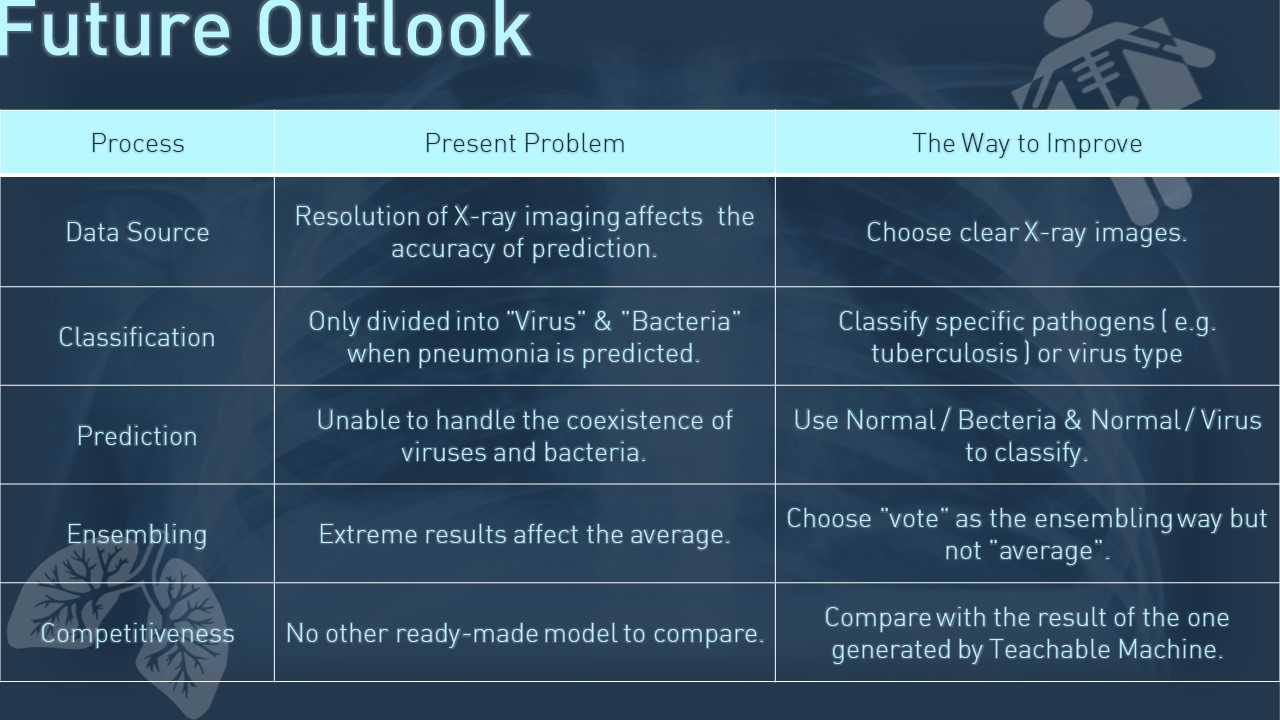 Future Outlook
Process
Present Problem
The Way to Improve
Data Source
Resolution of X-ray imaging affects the
accuracy of prediction.
Choose clear X-ray images.
Classification
Only divided into "Virus" & "Bacteria"
when pneumonia is predicted.
Classify specific pathogens ( e.g.
tuberculosis ) or virus type
Prediction
Unable to handle the coexistence of
viruses and bacteria.
Use Normal / Becteria & Normal / Virus
to classify.
Ensembling
Extreme results affect the average.
Choose "vote" as the ensembling way but
not "average".
Competitiveness
No other ready-made model to compare.
Compare with the result of the one
generated by Teachable Machine.